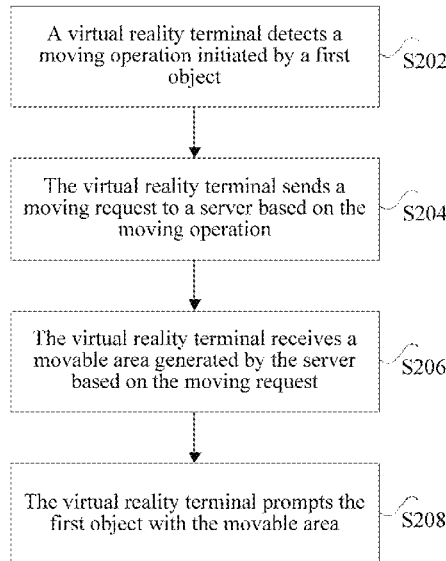 A virtual reality terminal detects a
moving operation initiated by a first
object
S202
The virtual reality terminal sends a
moving request to a server based on the
moving operation
S204
The virtual reality terminal receives a
movable area generated by the server
based on the moving request
S206
The virtual reality terminal prompts the
first object with the movable area
S208